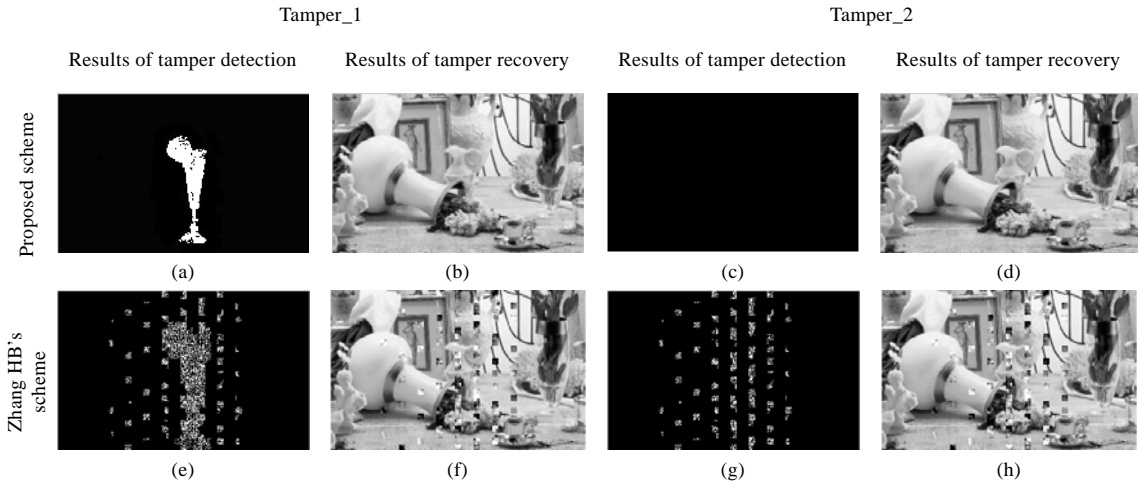 Tamper_1
Tamper_2
Results of tamper detection
Results of tamper recovery
Results of tamper detection
Results of tamper recovery
Proposed scheme
(a)
(b)
(c)
(d)
Zhang HB's
scheme
(e)
(f)
(g)
(h)